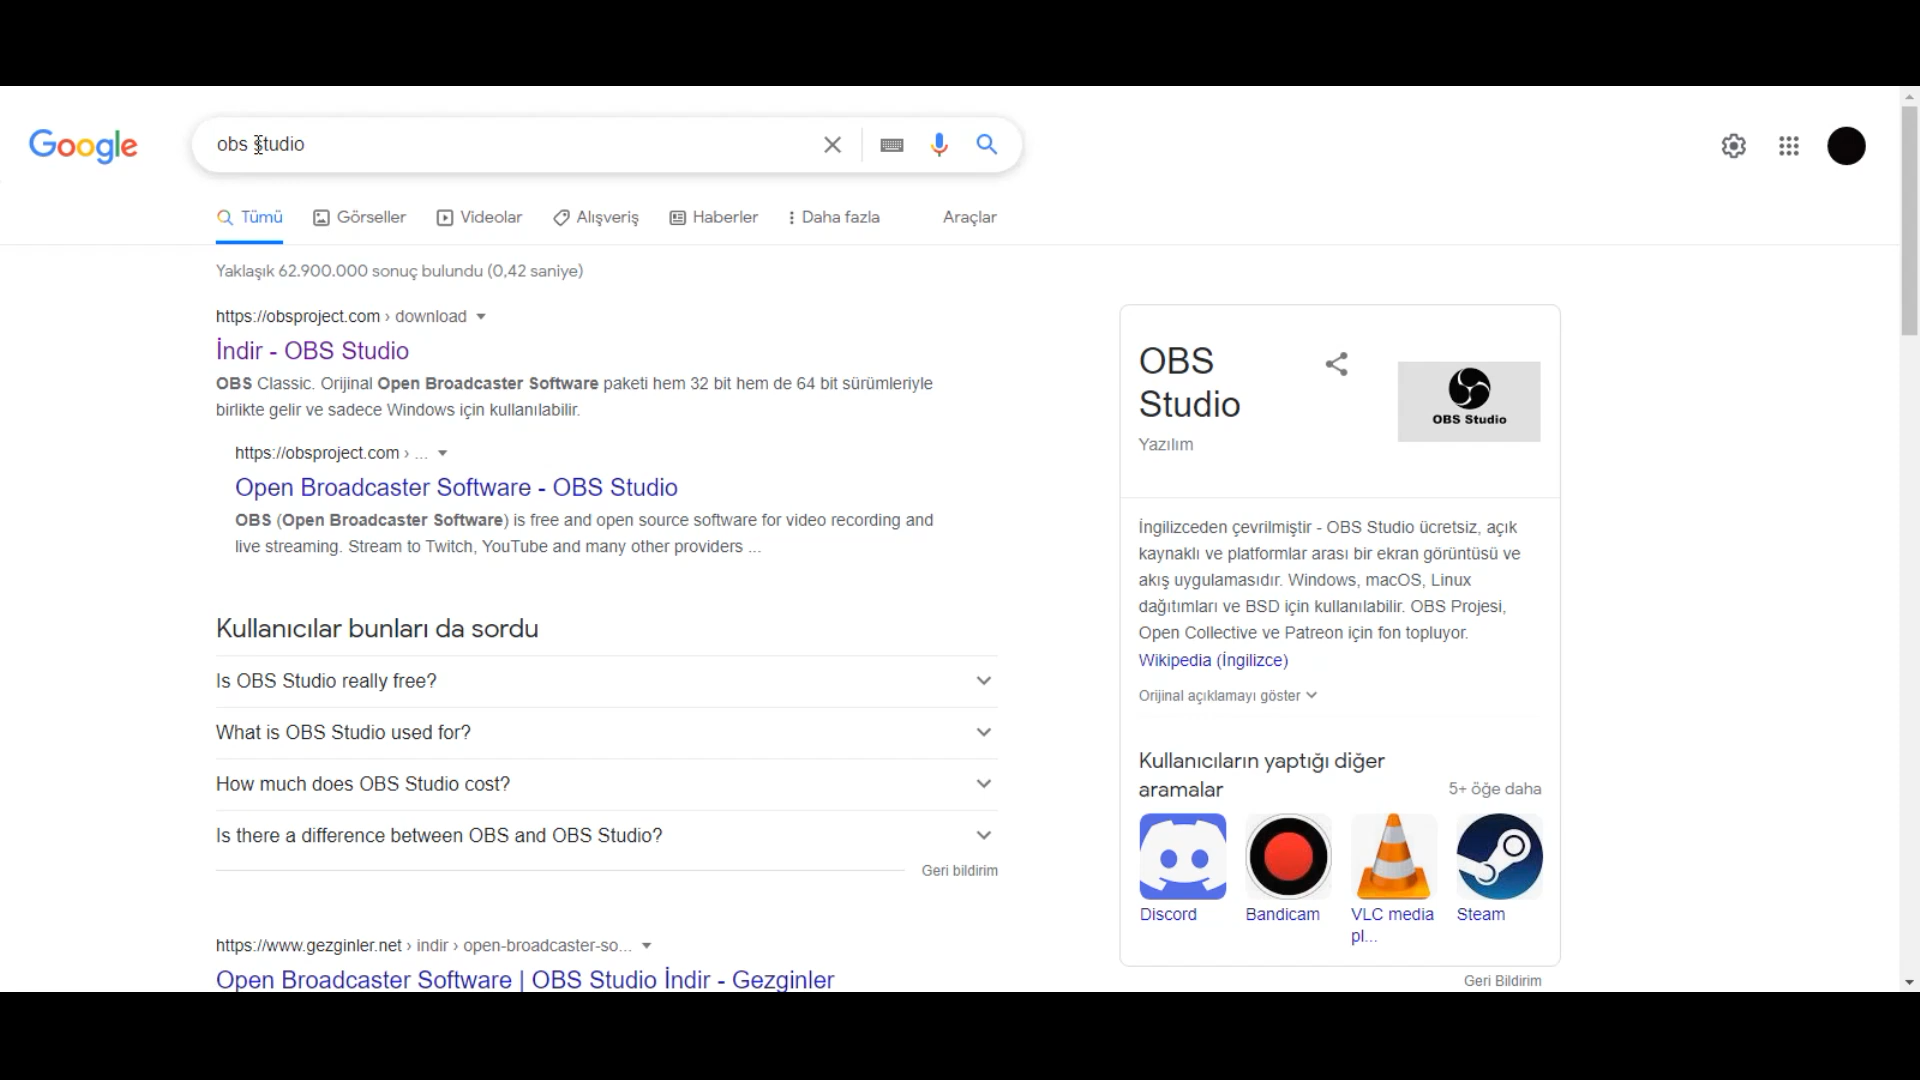 Google
obs studio
Tümü Görseller Videolar Alışveriş Haberler Daha fazla Araçlar
Yaklaşık 62.900.000 sonuç bulundu (0,42 saniye)
https://obsproject.com › download
İndir - OBS Studio
OBS Classic. Orijinal Open Broadcaster Software paketi hem 32 bit hem de 64 bit sürümleriyle
birlikte gelir ve sadece Windows için kullanılabilir.
https://obsproject.com › ...
Open Broadcaster Software - OBS Studio
OBS (Open Broadcaster Software) is free and open source software for video recording and
live streaming. Stream to Twitch, YouTube and many other providers ...
Kullanıcılar bunları da sordu
Is OBS Studio really free?
What is OBS Studio used for?
How much does OBS Studio cost?
Is there a difference between OBS and OBS Studio?
Geri bildirim
https://www.gezginler.net › indir › open-broadcaster-so...
Open Broadcaster Software | OBS Studio İndir - Gezginler
OBS
Studio
Yazılım
OBS Studio
İngilizceden çevrilmiştir - OBS Studio ücretsiz, açık
kaynaklı ve platformlar arası bir ekran görüntüsü ve
akış uygulamasıdır. Windows, macOS, Linux
dağıtımları ve BSD için kullanılabilir. OBS Projesi,
Open Collective ve Patreon için fon topluyor.
Wikipedia (İngilizce)
Orijinal açıklamayı göster
Kullanıcıların yaptığı diğer
aramalar
5+ öğe daha
Discord Bandicam VLC media Steam
pl...
Geri Bildirim